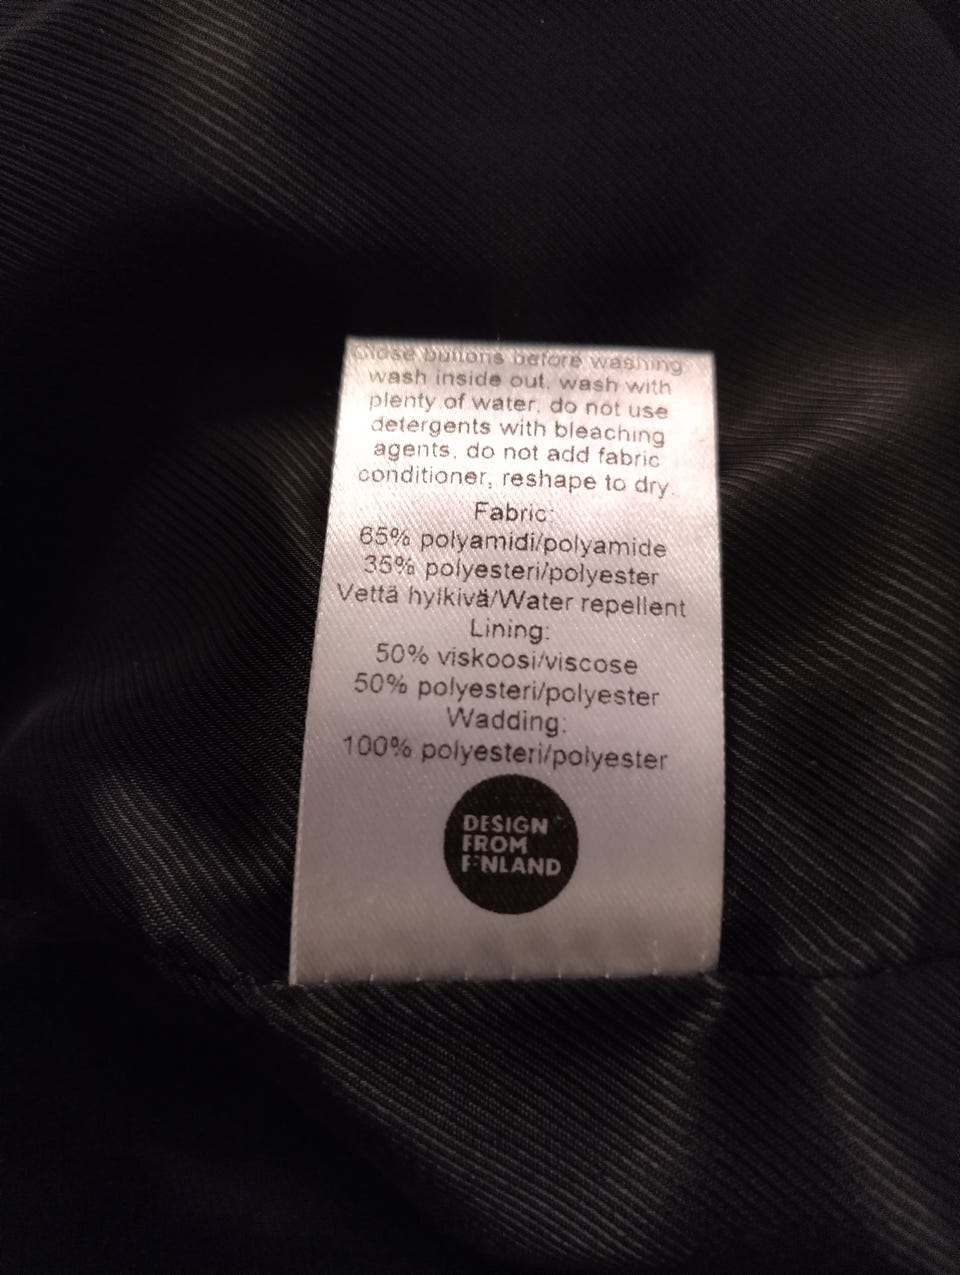 Close buttons before washing
wash inside out, wash with
plenty of water, do not use
detergents with bleaching
agents, do not add fabric
conditioner, reshape to dry.
Fabric:
65% polyamidi/polyamide
35% polyesteri/polyester
Vettä hylkivä/Water repellent
Lining:
50% viskoosi/viscose
50% polyesteri/polyester
Wadding:
100% polyesteri/polyester
DESIGN
FROM
FINLAND